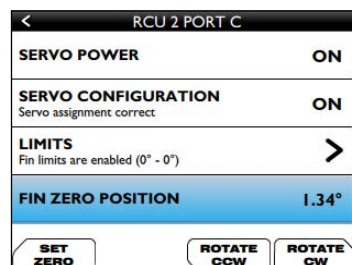 < RCU 2 PORT C
SERVO POWER ON
SERVO CONFIGURATION ON
Servo assignment correct
LIMITS >
Fin limits are enabled (0° - 0°)
FIN ZERO POSITION 1.34°
SET ROTATE ROTATE
ZERO CCW CW